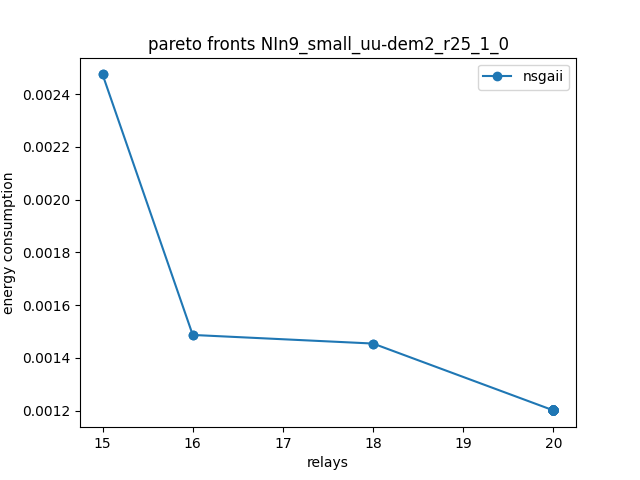 pareto fronts NIn9_small_uu-dem2_r25_1_0
nsgaii
0.0024
0.0022
0.0020
0.0018
0.0016
0.0014
0.0012
energy consumption
15 16 17 18 19 20
relays